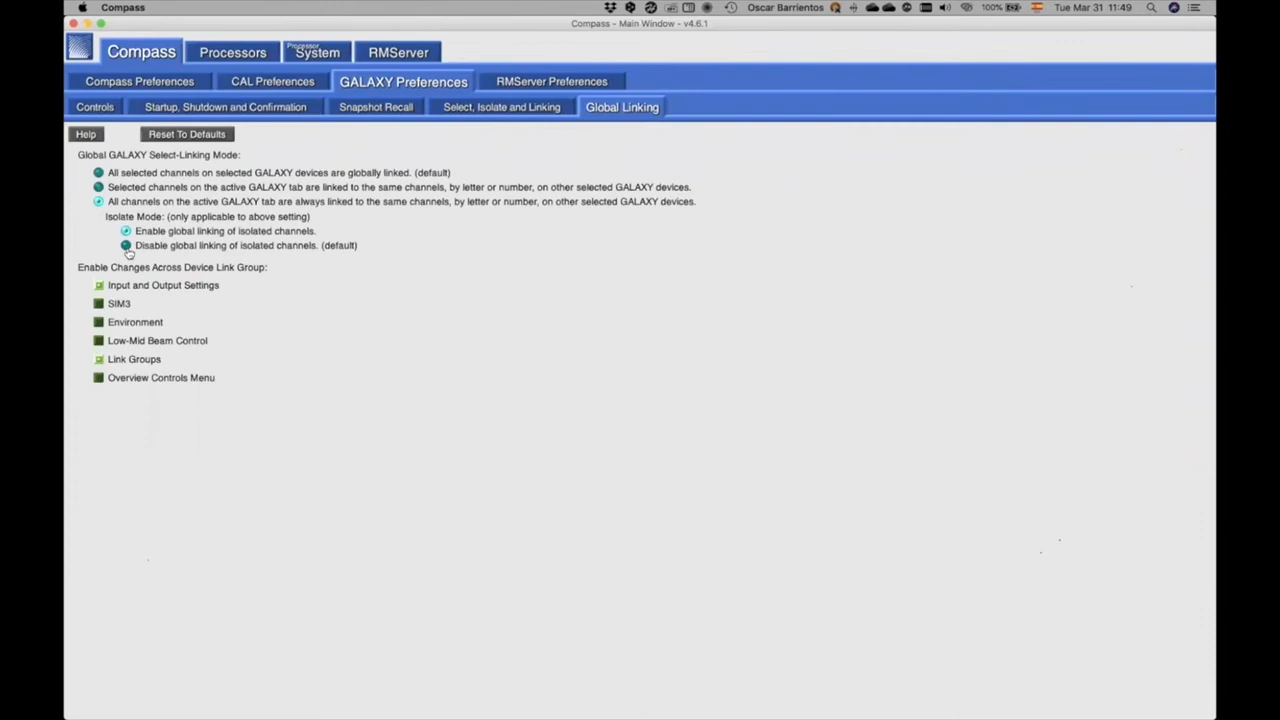 Compass Oscar Barrientos 100% Tue Mar 31 11:49
Compass - Main Window - v4.6.1
Compass Processors Processor System RMServer
Compass Preferences CAL Preferences GALAXY Preferences RMServer Preferences
Controls Startup, Shutdown and Confirmation Snapshot Recall Select, Isolate and Linking Global Linking
Help Reset To Defaults
Global GALAXY Select-Linking Mode:
All selected channels on selected GALAXY devices are globally linked. (default)
Selected channels on the active GALAXY tab are linked to the same channels, by letter or number, on other selected GALAXY devices.
All channels on the active GALAXY tab are always linked to the same channels, by letter or number, on other selected GALAXY devices.
Isolate Mode: (only applicable to above setting)
Enable global linking of isolated channels.
Disable global linking of isolated channels. (default)
Enable Changes Across Device Link Group:
Input and Output Settings
SIM3
Environment
Low-Mid Beam Control
Link Groups
Overview Controls Menu